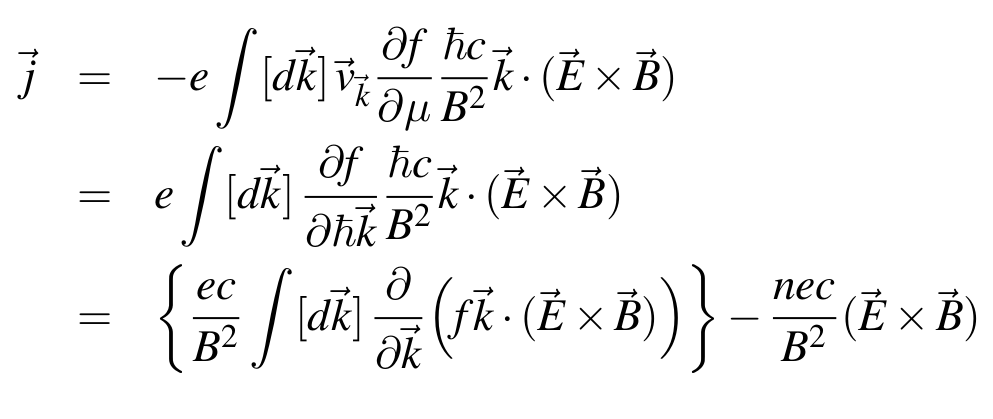 $\vec{j} = -e \int [d\vec{k}] \, \vec{v}_{\vec{k}} \frac{\partial f}{\partial \mu} \frac{\hbar c}{B^2} \vec{k} \cdot (\vec{E} \times \vec{B})$
$= e \int [d\vec{k}] \, \frac{\partial f}{\partial \hbar \vec{k}} \frac{\hbar c}{B^2} \vec{k} \cdot (\vec{E} \times \vec{B})$
$= \left\{ \frac{ec}{B^2} \int [d\vec{k}] \, \frac{\partial}{\partial \vec{k}} \left( f \vec{k} \cdot (\vec{E} \times \vec{B}) \right) \right\} - \frac{nec}{B^2} (\vec{E} \times \vec{B})$